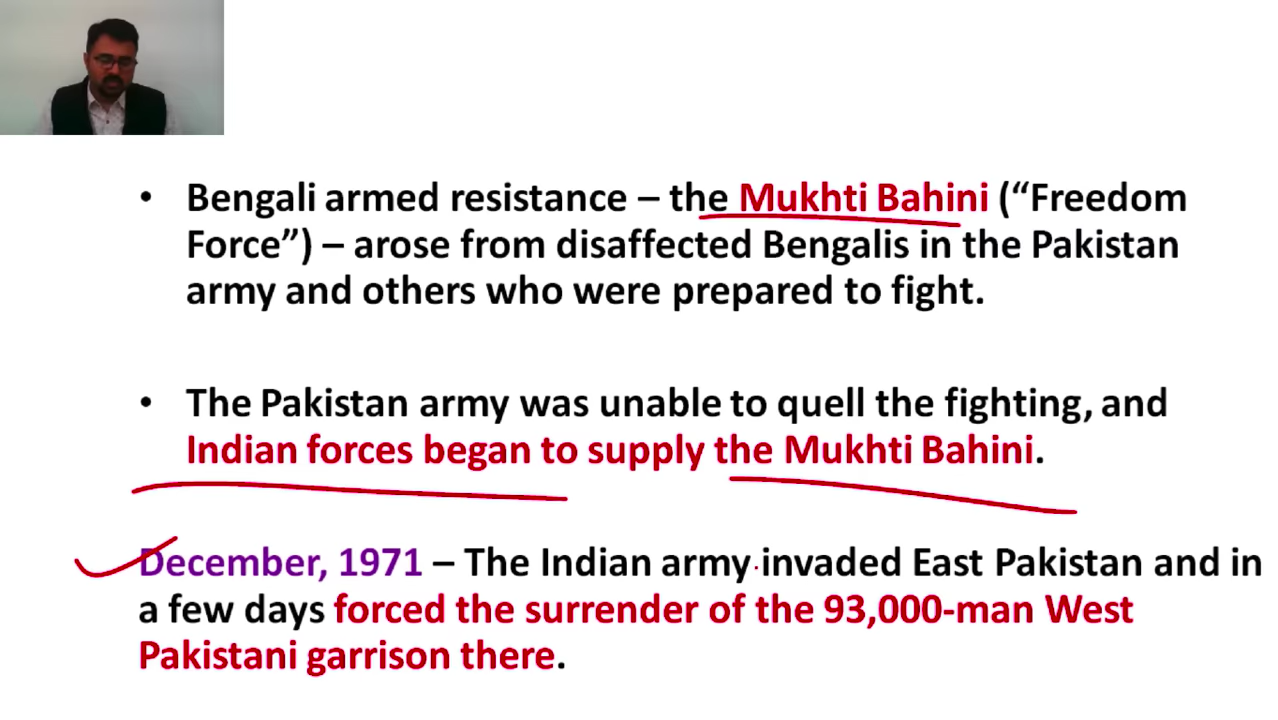 • Bengali armed resistance – the Mukhti Bahini (“Freedom
Force”) – arose from disaffected Bengalis in the Pakistan
army and others who were prepared to fight.
• The Pakistan army was unable to quell the fighting, and
Indian forces began to supply the Mukhti Bahini.
December, 1971 – The Indian army invaded East Pakistan and in
a few days forced the surrender of the 93,000-man West
Pakistani garrison there.